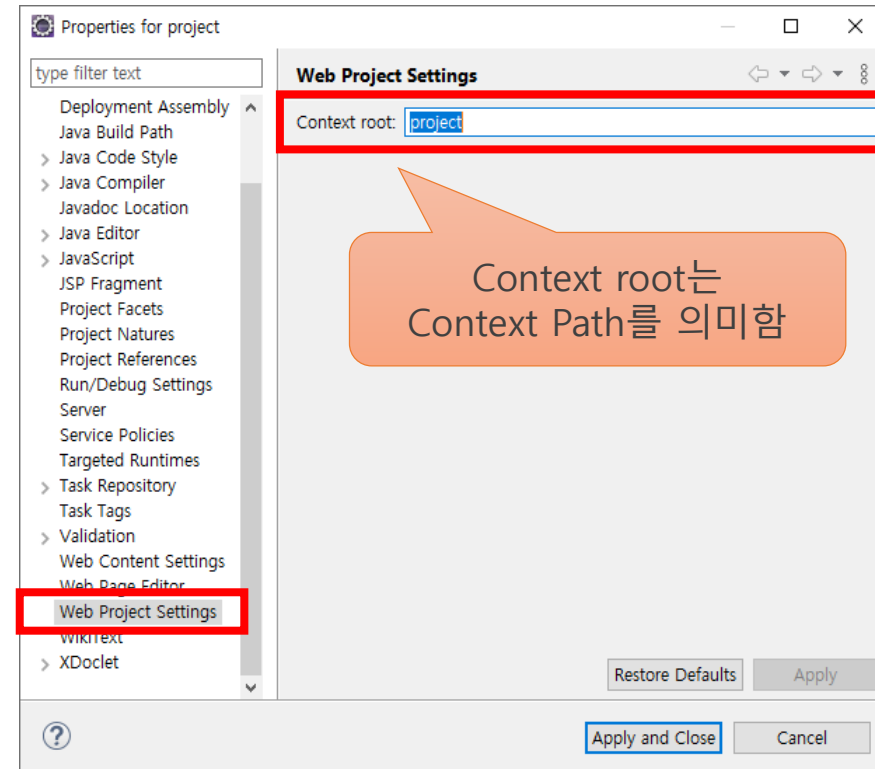 Properties for project
type filter text
Deployment Assembly
Java Build Path
Java Code Style
Java Compiler
Javadoc Location
Java Editor
JavaScript
JSP Fragment
Project Facets
Project Natures
Project References
Run/Debug Settings
Server
Service Policies
Targeted Runtimes
Task Repository
Task Tags
Validation
Web Content Settings
Web Page Editor
Web Project Settings
WikiText
XDoclet
Web Project Settings
Context root: project
Context root는
Context Path를 의미함
Restore Defaults
Apply
?
Apply and Close
Cancel